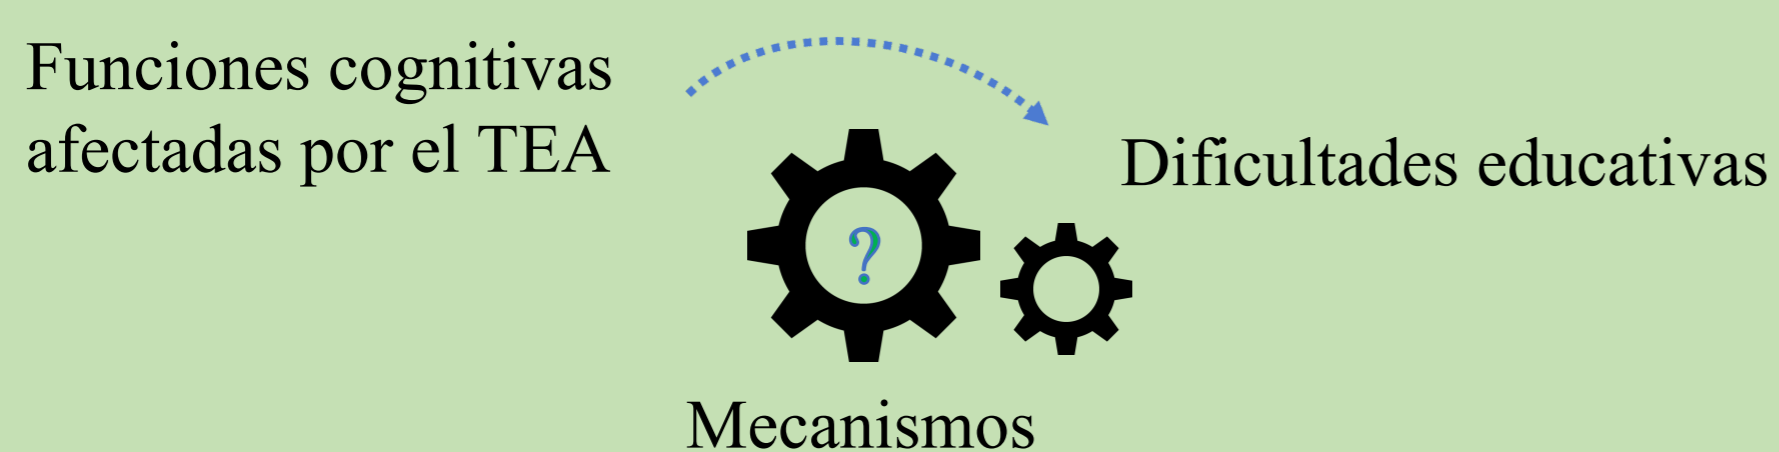 Funciones cognitivas
afectadas por el TEA
Dificultades educativas
?
Mecanismos